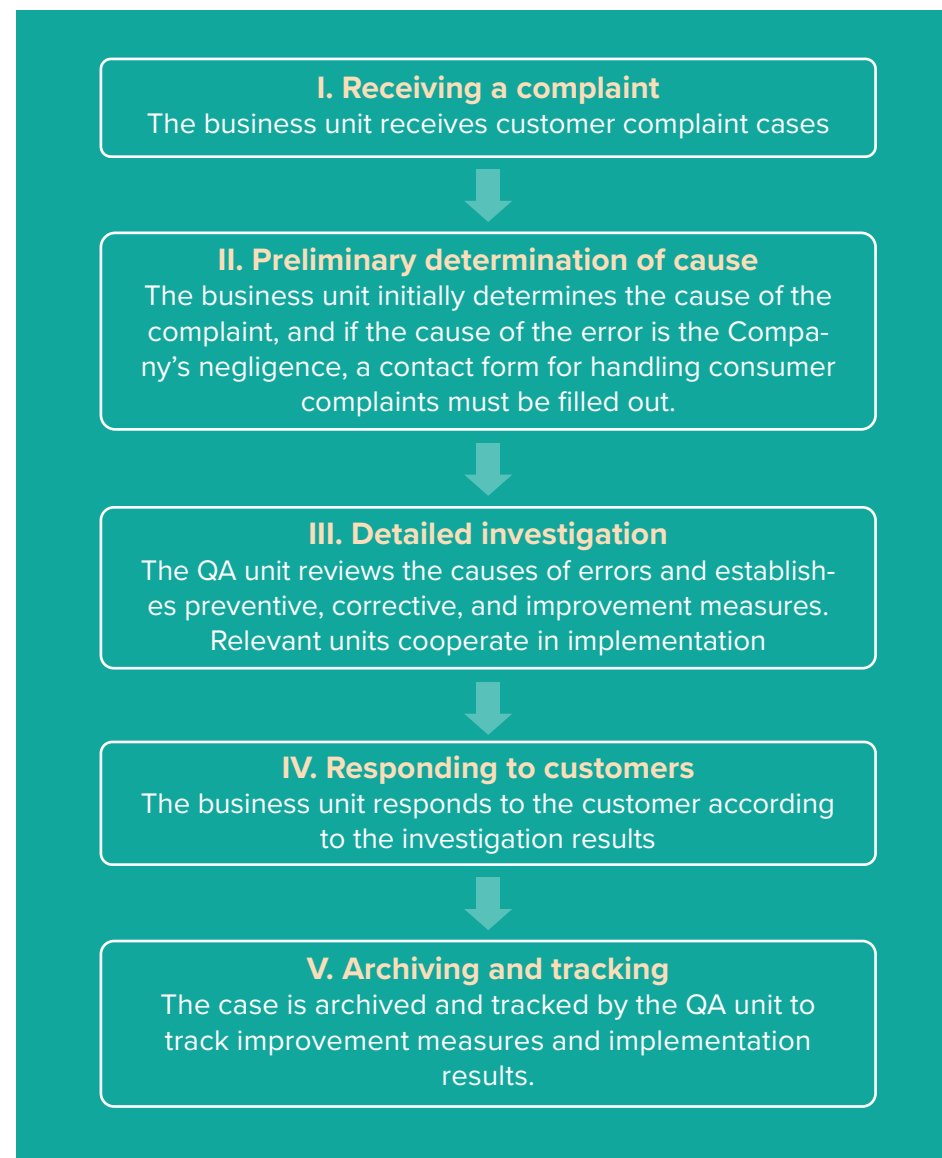 I. Receiving a complaint
The business unit receives customer complaint cases
II. Preliminary determination of cause
The business unit initially determines the cause of the
complaint, and if the cause of the error is the Compa-
ny’s negligence, a contact form for handling consumer
complaints must be filled out.
III. Detailed investigation
The QA unit reviews the causes of errors and establish-
es preventive, corrective, and improvement measures.
Relevant units cooperate in implementation
IV. Responding to customers
The business unit responds to the customer according
to the investigation results
V. Archiving and tracking
The case is archived and tracked by the QA unit to
track improvement measures and implementation
results.